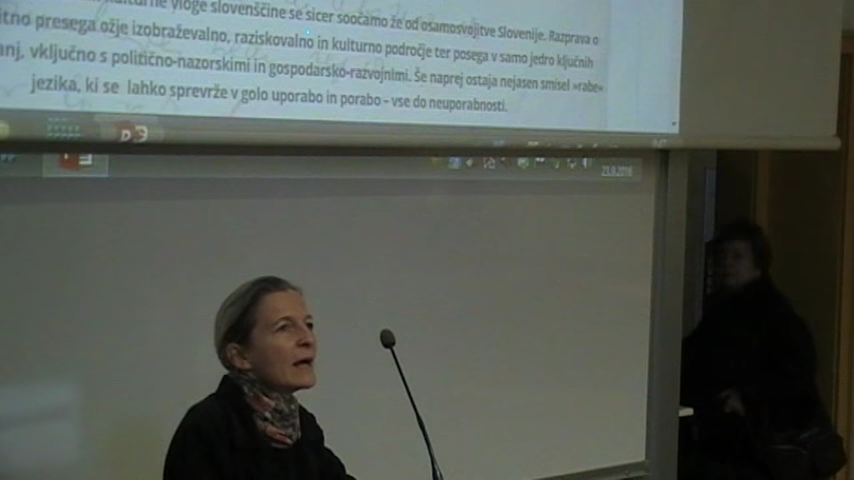 vloge slovenščine se sicer soočamo že od osamosvojitve Slovenije. Razprava o
presega ožje izobraževalno, raziskovalno in kulturno področje ter posega v samo jedro ključnih
vključno s politično-nazorskimi in gospodarsko-razvojnimi. Še naprej ostaja nejasen smisel »rabe«
jezika, ki se lahko sprevrže v golo uporabo in porabo – vse do neuporabnosti.